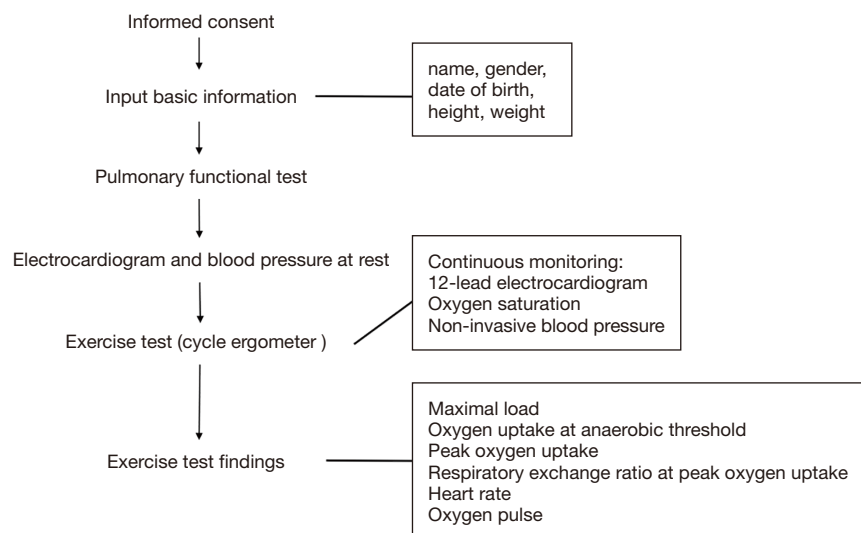 Informed consent
Input basic information
name, gender,
date of birth,
height, weight
Pulmonary functional test
Electrocardiogram and blood pressure at rest
Continuous monitoring:
12-lead electrocardiogram
Oxygen saturation
Non-invasive blood pressure
Exercise test (cycle ergometer )
Exercise test findings
Maximal load
Oxygen uptake at anaerobic threshold
Peak oxygen uptake
Respiratory exchange ratio at peak oxygen uptake
Heart rate
Oxygen pulse